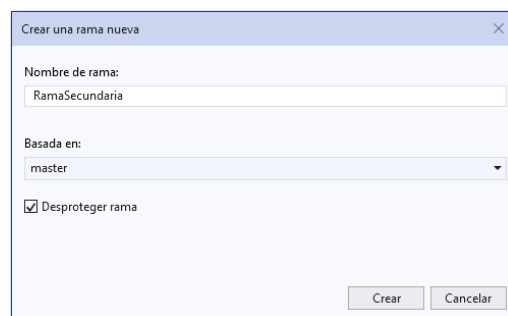 Crear una rama nueva
Nombre de rama:
RamaSecundaria
Basada en:
master
Desproteger rama
Crear Cancelar